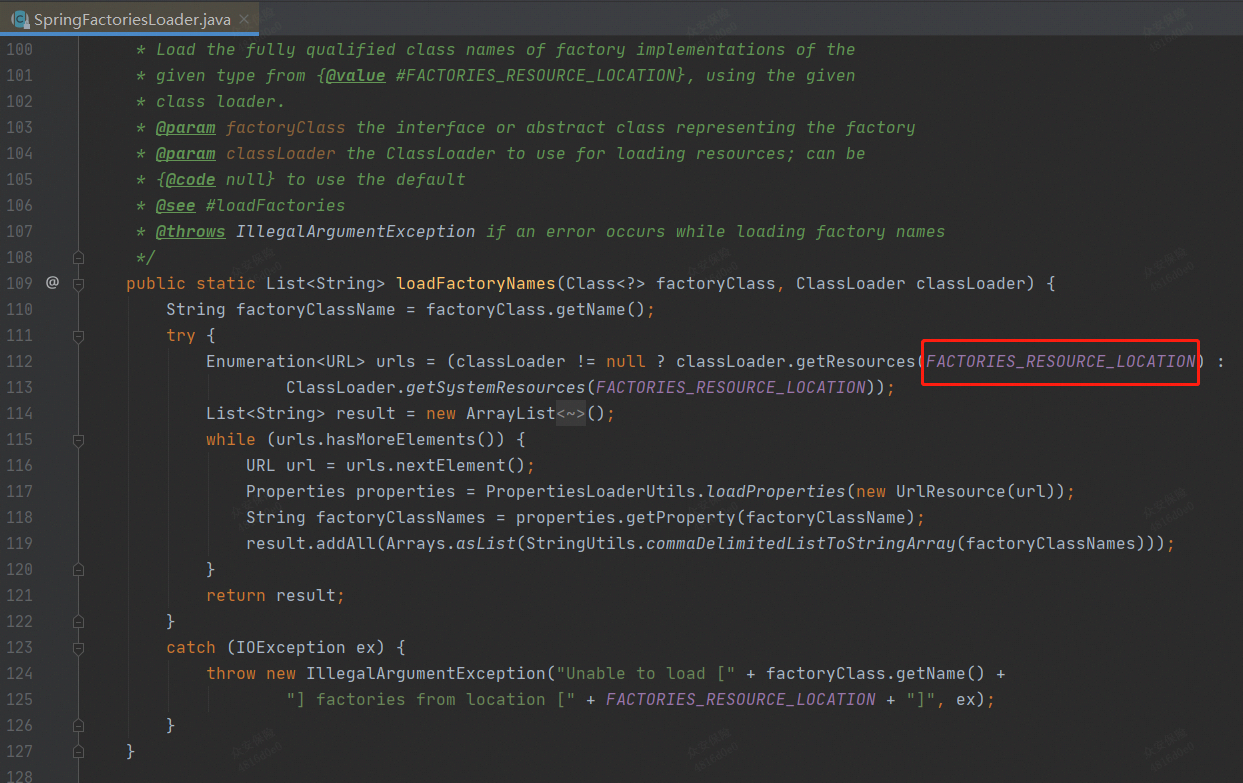 SpringFactoriesLoader.java ×
100 * Load the fully qualified class names of factory implementations of the
101 * given type from {@value #FACTORIES_RESOURCE_LOCATION}, using the given
102 * class loader.
103 * @param factoryClass the interface or abstract class representing the factory
104 * @param classLoader the ClassLoader to use for loading resources; can be
105 * {@code null} to use the default
106 * @see #loadFactories
107 * @throws IllegalArgumentException if an error occurs while loading factory names
108 */
109 @ public static List<String> loadFactoryNames(Class<?> factoryClass, ClassLoader classLoader) {
110 String factoryClassName = factoryClass.getName();
111 try {
112 Enumeration<URL> urls = (classLoader != null ? classLoader.getResources(FACTORIES_RESOURCE_LOCATION) :
113 ClassLoader.getSystemResources(FACTORIES_RESOURCE_LOCATION));
114 List<String> result = new ArrayList<~>();
115 while (urls.hasMoreElements()) {
116 URL url = urls.nextElement();
117 Properties properties = PropertiesLoaderUtils.loadProperties(new UrlResource(url));
118 String factoryClassNames = properties.getProperty(factoryClassName);
119 result.addAll(Arrays.asList(StringUtils.commaDelimitedListToStringArray(factoryClassNames)));
120 }
121 return result;
122 }
123 catch (IOException ex) {
124 throw new IllegalArgumentException("Unable to load [" + factoryClass.getName() +
125 "] factories from location [" + FACTORIES_RESOURCE_LOCATION + "]", ex);
126 }
127 }
128